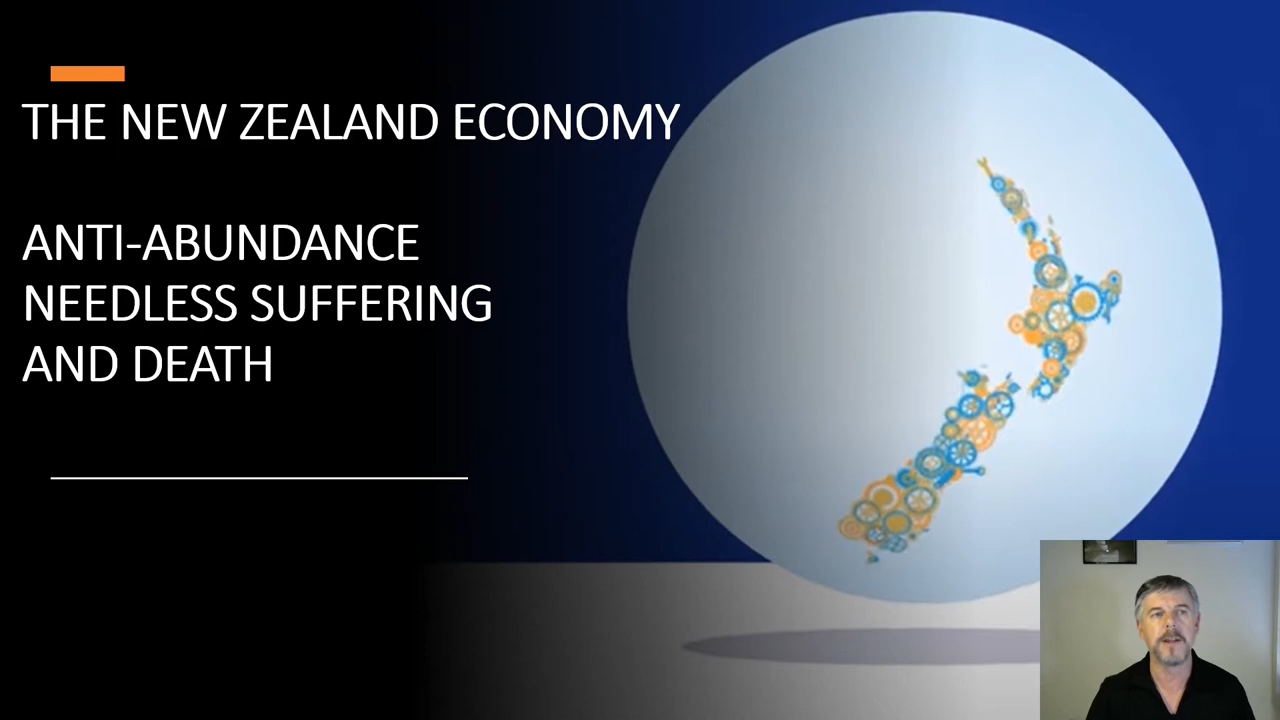 THE NEW ZEALAND ECONOMY
ANTI-ABUNDANCE
NEEDLESS SUFFERING
AND DEATH